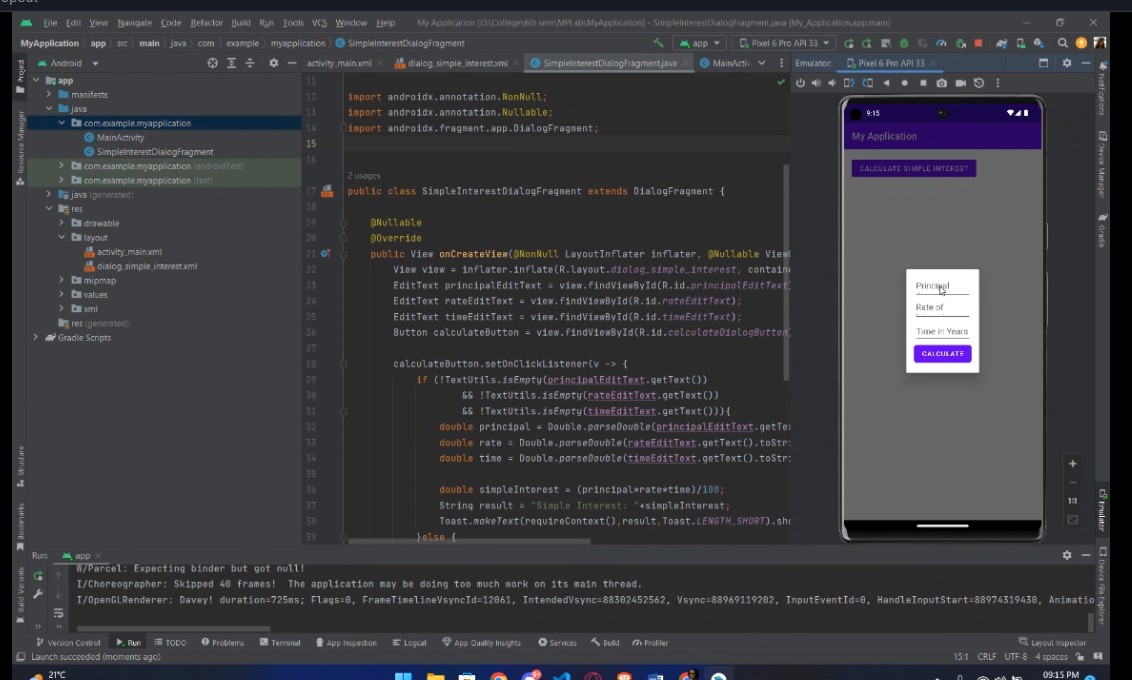 File Edit View Navigate Code Refactor Build Run Tools VCS Window Help My Application [D:\College\6th sem\MPLab\MyApplication] - SimpleInterestDialogFragment.java [My_Application.app.main]
MyApplication app src main java com example myapplication SimpleInterestDialogFragment app Pixel 6 Pro API 33
Android activity_main.xml dialog_simple_interest.xml SimpleInterestDialogFragment.java MainActi Emulator: Pixel 6 Pro API 33
Project
Resource Manager
Structure
Bookmarks
Build Variants
app
manifests
java
com.example.myapplication
MainActivity
SimpleInterestDialogFragment
com.example.myapplication (androidTest)
com.example.myapplication (test)
java (generated)
res
drawable
layout
activity_main.xml
dialog_simple_interest.xml
mipmap
values
xml
res (generated)
Gradle Scripts
11
12 import androidx.annotation.NonNull;
13 import androidx.annotation.Nullable;
14 import androidx.fragment.app.DialogFragment;
15
16
2 usages
17 public class SimpleInterestDialogFragment extends DialogFragment {
18
19 @Nullable
20 @Override
21 public View onCreateView(@NonNull LayoutInflater inflater, @Nullable View
22 View view = inflater.inflate(R.layout.dialog_simple_interest, contain
23 EditText principalEditText = view.findViewById(R.id.principalEditText
24 EditText rateEditText = view.findViewById(R.id.rateEditText);
25 EditText timeEditText = view.findViewById(R.id.timeEditText);
26 Button calculateButton = view.findViewById(R.id.calculateDialogButton
27
28 calculateButton.setOnClickListener(v -> {
29 if (!TextUtils.isEmpty(principalEditText.getText())
30 && !TextUtils.isEmpty(rateEditText.getText())
31 && !TextUtils.isEmpty(timeEditText.getText())){
32 double principal = Double.parseDouble(principalEditText.getTe
33 double rate = Double.parseDouble(rateEditText.getText().toStr
34 double time = Double.parseDouble(timeEditText.getText().toStr
35
36 double simpleInterest = (principal*rate*time)/100;
37 String result = "Simple Interest: "+simpleInterest;
38 Toast.makeText(requireContext(),result,Toast.LENGTH_SHORT).sho
39 }else {
9:15
My Application
CALCULATE SIMPLE INTEREST
Principal
Rate of
Time in Years
CALCULATE
1:1
Notifications
Device Manager
Gradle
Emulator
Device File Explorer
Run: app
W/Parcel: Expecting binder but got null!
I/Choreographer: Skipped 40 frames! The application may be doing too much work on its main thread.
I/OpenGLRenderer: Davey! duration=725ms; Flags=0, FrameTimelineVsyncId=12061, IntendedVsync=88302452562, Vsync=88969119202, InputEventId=0, HandleInputStart=88974319430, Animatio
Version Control Run TODO Problems Terminal App Inspection Logcat App Quality Insights Services Build Profiler Layout Inspector
Launch succeeded (moments ago) 15:1 CRLF UTF-8 4 spaces
21°C 09:15 PM